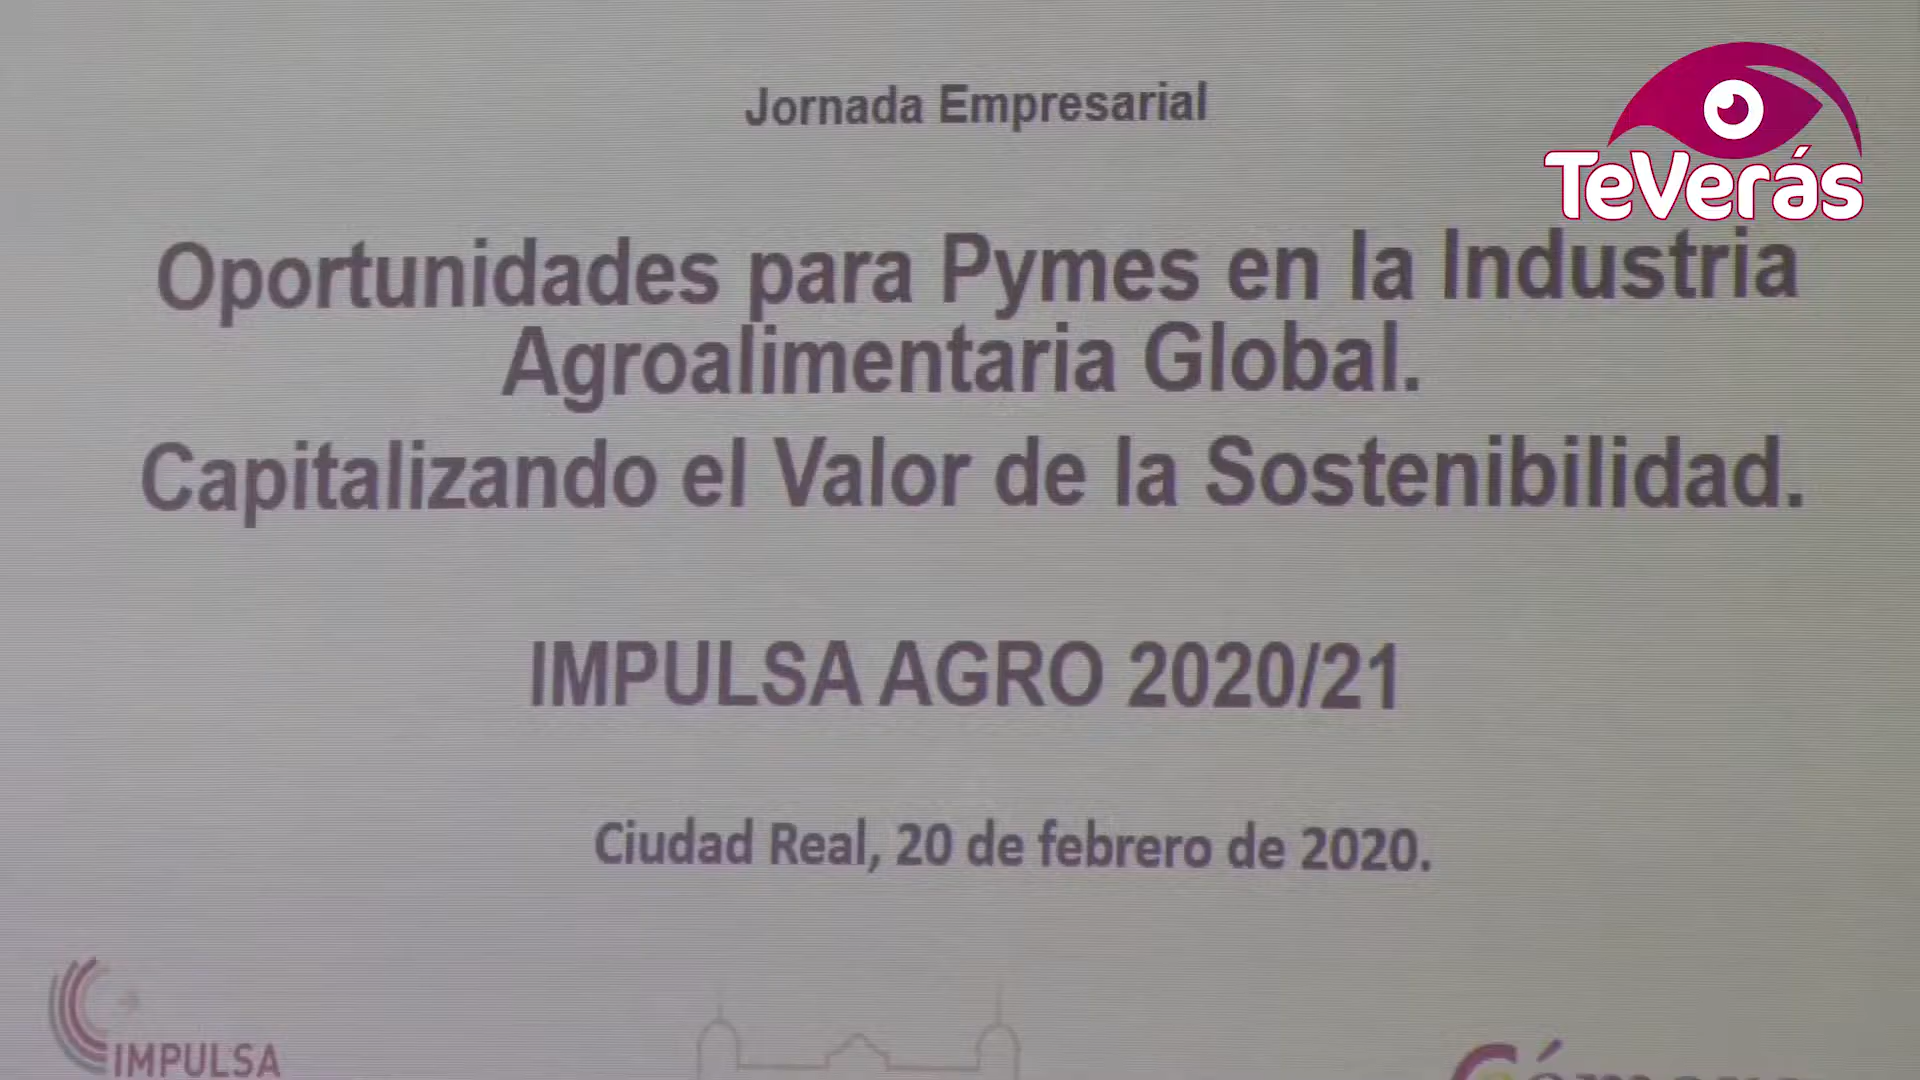 Jornada Empresarial
TeVerás
Oportunidades para Pymes en la Industria
Agroalimentaria Global.
Capitalizando el Valor de la Sostenibilidad.
IMPULSA AGRO 2020/21
Ciudad Real, 20 de febrero de 2020.
IMPULSA